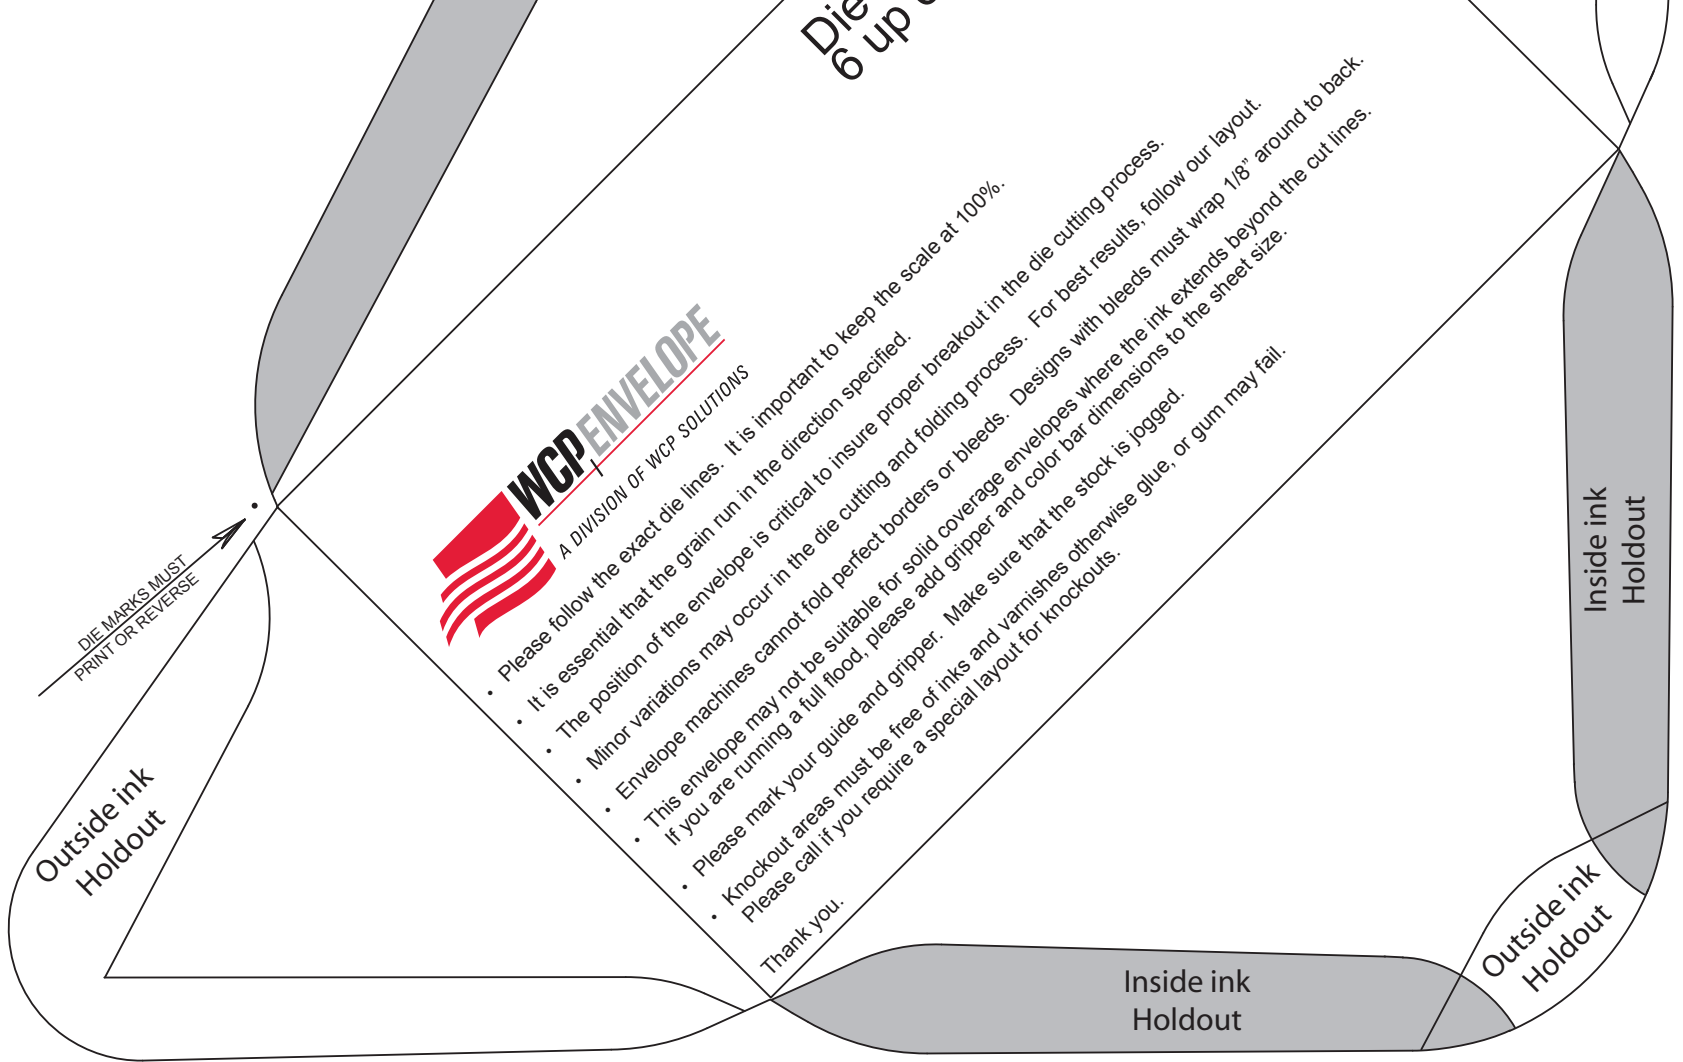 Die
6 up
WCP ENVELOPE
A DIVISION OF WCP SOLUTIONS
• Please follow the exact die lines. It is important to keep the scale at 100%.
• It is essential that the grain run in the direction specified.
• The position of the envelope is critical to insure proper breakout in the die cutting process.
• Minor variations may occur in the die cutting and folding process. For best results, follow our layout.
• Envelope machines cannot fold perfect borders or bleeds. Designs with bleeds must wrap 1/8” around to back.
• This envelope may not be suitable for solid coverage envelopes where the ink extends beyond the cut lines.
If you are running a full flood, please add gripper and color bar dimensions to the sheet size.
• Please mark your guide and gripper. Make sure that the stock is jogged.
• Knockout areas must be free of inks and varnishes otherwise glue, or gum may fail.
Please call if you require a special layout for knockouts.
Thank you.
DIE MARKS MUST
PRINT OR REVERSE
Outside ink
Holdout
Inside ink
Holdout
Outside ink
Holdout
Inside ink
Holdout